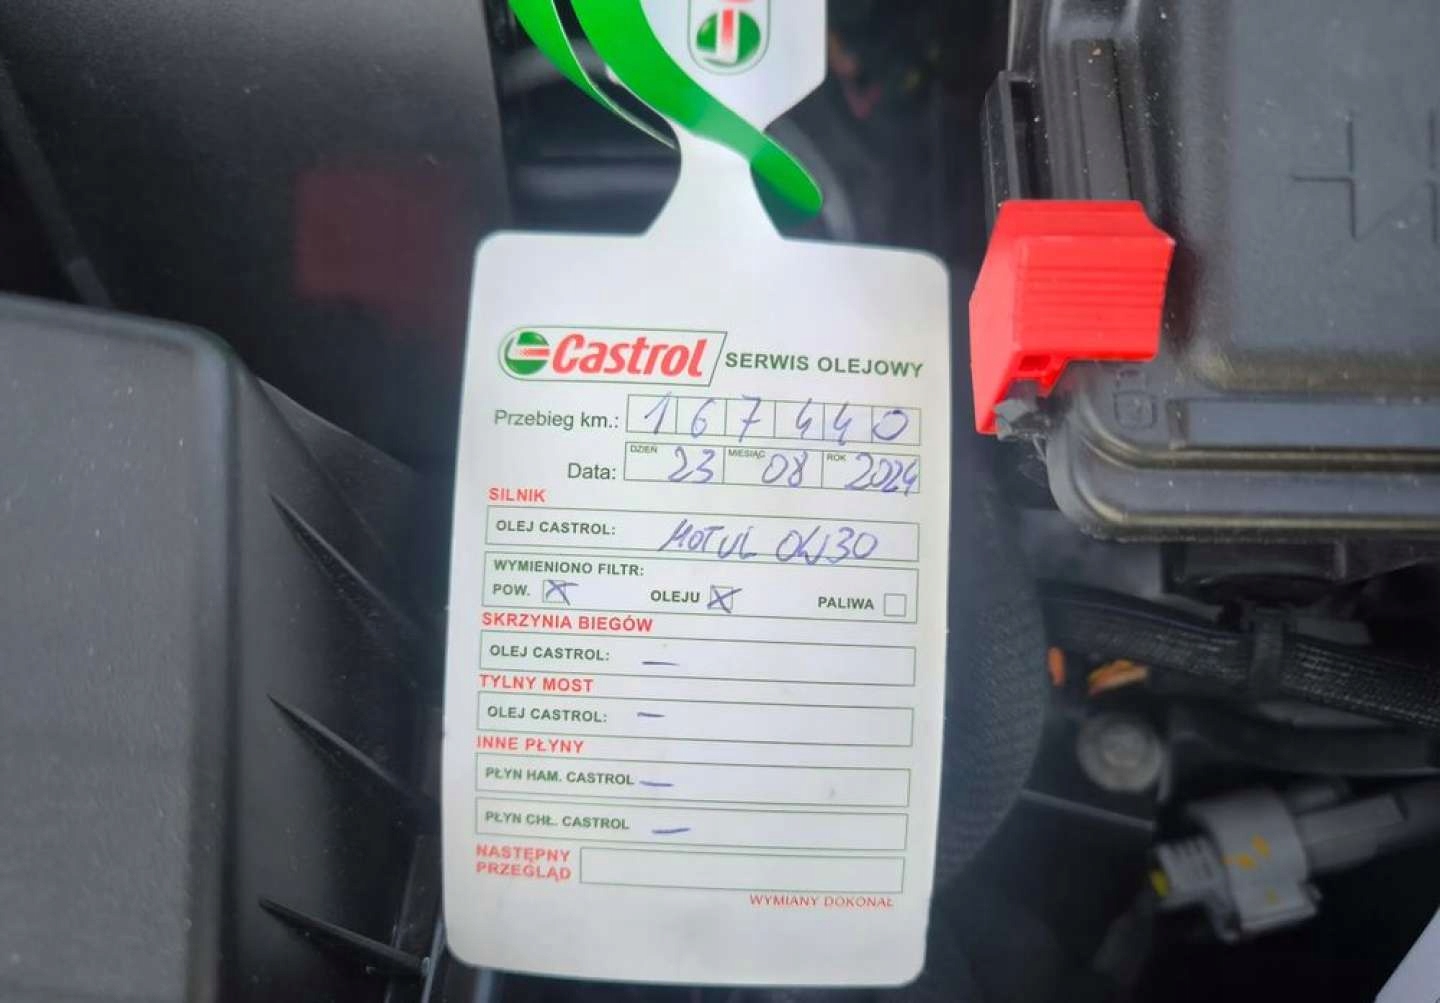 Castrol SERWIS OLEJOWY
Przebieg km.: 167440
Data: DZIEŃ 23 MIESIĄC 08 ROK 2024
SILNIK
OLEJ CASTROL: MOTUL 0W30
WYMIENIONO FILTR:
POW. OLEJU PALIWA
SKRZYNIA BIEGÓW
OLEJ CASTROL: —
TYLNY MOST
OLEJ CASTROL: —
INNE PŁYNY
PŁYN HAM. CASTROL —
PŁYN CHŁ. CASTROL —
NASTĘPNY
PRZEGLĄD
WYMIANY DOKONAŁ